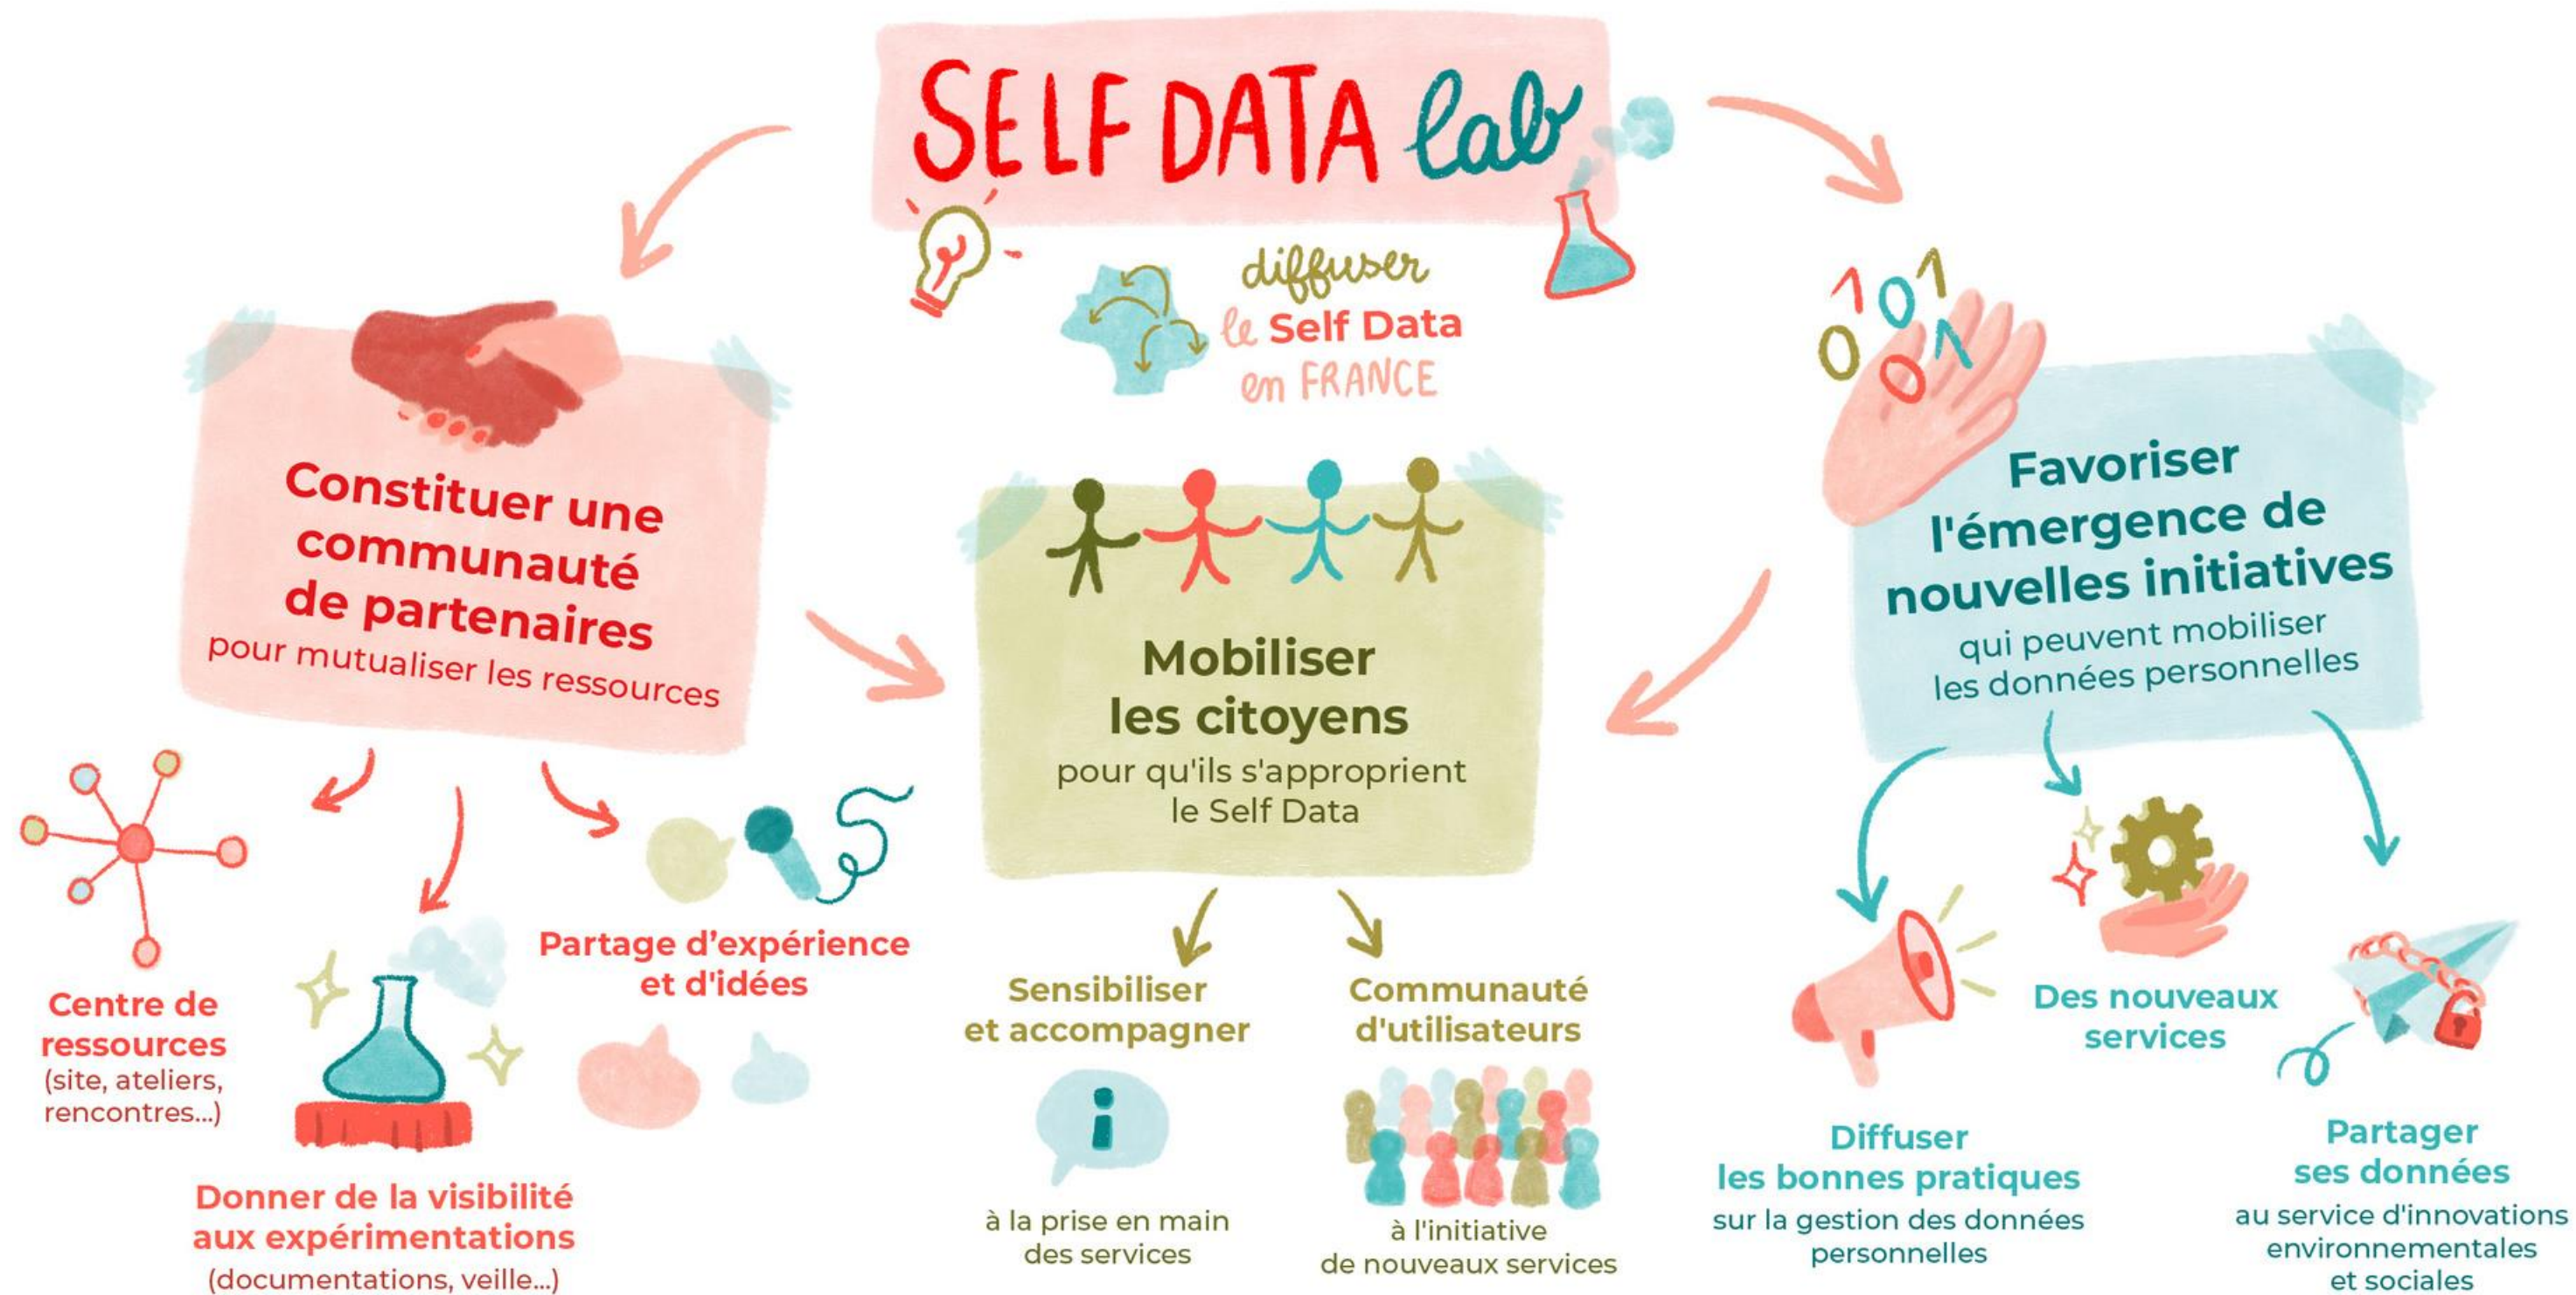 SELF DATA lab
diffuser
le Self Data
en FRANCE
Constituer une
communauté
de partenaires
pour mutualiser les ressources
Centre de
ressources
(site, ateliers,
rencontres...)
Donner de la visibilité
aux expérimentations
(documentations, veille...)
Partage d’expérience
et d'idées
Mobiliser
les citoyens
pour qu'ils s'approprient
le Self Data
Sensibiliser
et accompagner
i
à la prise en main
des services
Communauté
d'utilisateurs
à l'initiative
de nouveaux services
1 0 1
0 0 1
Favoriser
l'émergence de
nouvelles initiatives
qui peuvent mobiliser
les données personnelles
Diffuser
les bonnes pratiques
sur la gestion des données
personnelles
Des nouveaux
services
Partager
ses données
au service d'innovations
environnementales
et sociales